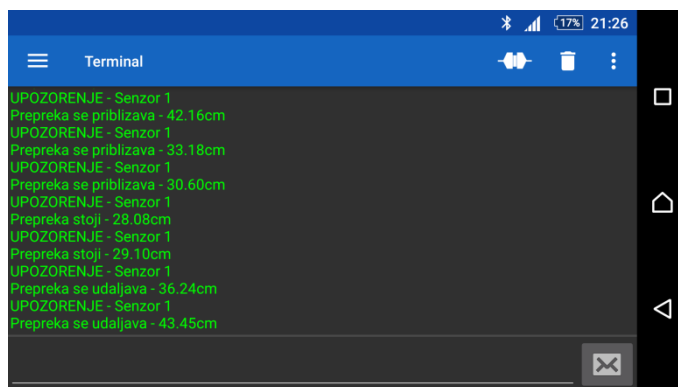 17% 21:26
Terminal
UPOZORENJE - Senzor 1
Prepreka se priblizava - 42.16cm
UPOZORENJE - Senzor 1
Prepreka se priblizava - 33.18cm
UPOZORENJE - Senzor 1
Prepreka se priblizava - 30.60cm
UPOZORENJE - Senzor 1
Prepreka stoji - 28.08cm
UPOZORENJE - Senzor 1
Prepreka stoji - 29.10cm
UPOZORENJE - Senzor 1
Prepreka se udaljava - 36.24cm
UPOZORENJE - Senzor 1
Prepreka se udaljava - 43.45cm